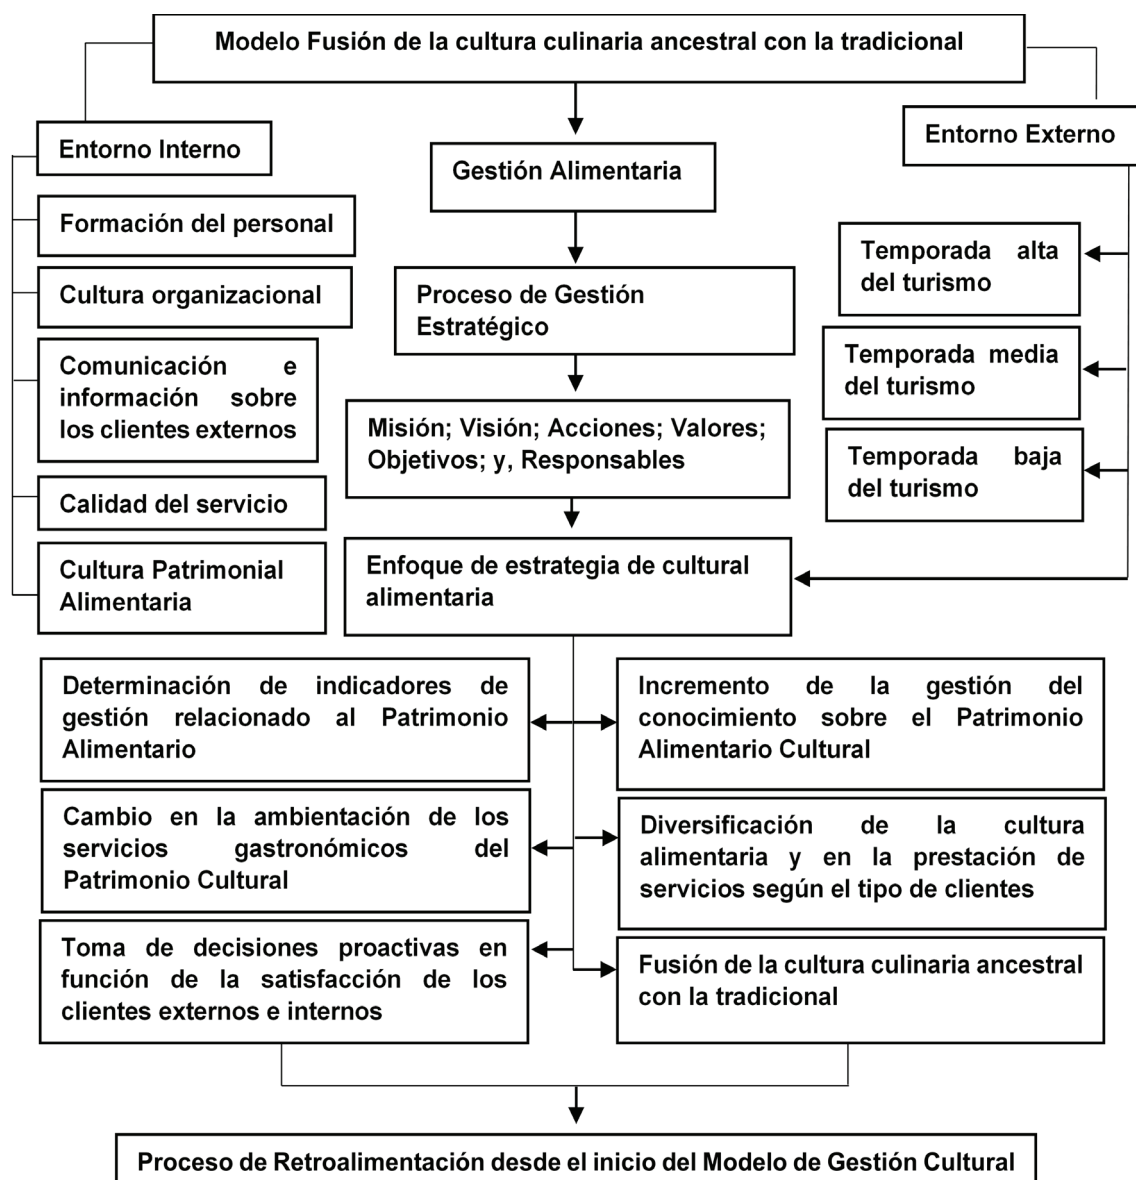 Modelo Fusión de la cultura culinaria ancestral con la tradicional
Entorno Interno
Formación del personal
Cultura organizacional
Comunicación e
información sobre
los clientes externos
Calidad del servicio
Cultura Patrimonial
Alimentaria
Gestión Alimentaria
Proceso de Gestión
Estratégico
Misión; Visión; Acciones; Valores;
Objetivos; y, Responsables
Enfoque de estrategia de cultural
alimentaria
Entorno Externo
Temporada alta
del turismo
Temporada media
del turismo
Temporada baja
del turismo
Determinación de indicadores de
gestión relacionado al Patrimonio
Alimentario
Incremento de la gestión del
conocimiento sobre el Patrimonio
Alimentario Cultural
Cambio en la ambientación de los
servicios gastronómicos del
Patrimonio Cultural
Diversificación de la cultura
alimentaria y en la prestación de
servicios según el tipo de clientes
Toma de decisiones proactivas en
función de la satisfacción de los
clientes externos e internos
Fusión de la cultura culinaria ancestral
con la tradicional
Proceso de Retroalimentación desde el inicio del Modelo de Gestión Cultural